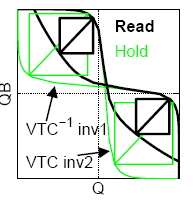 Read
Hold
QB
VTC⁻¹ inv1
VTC inv2
Q